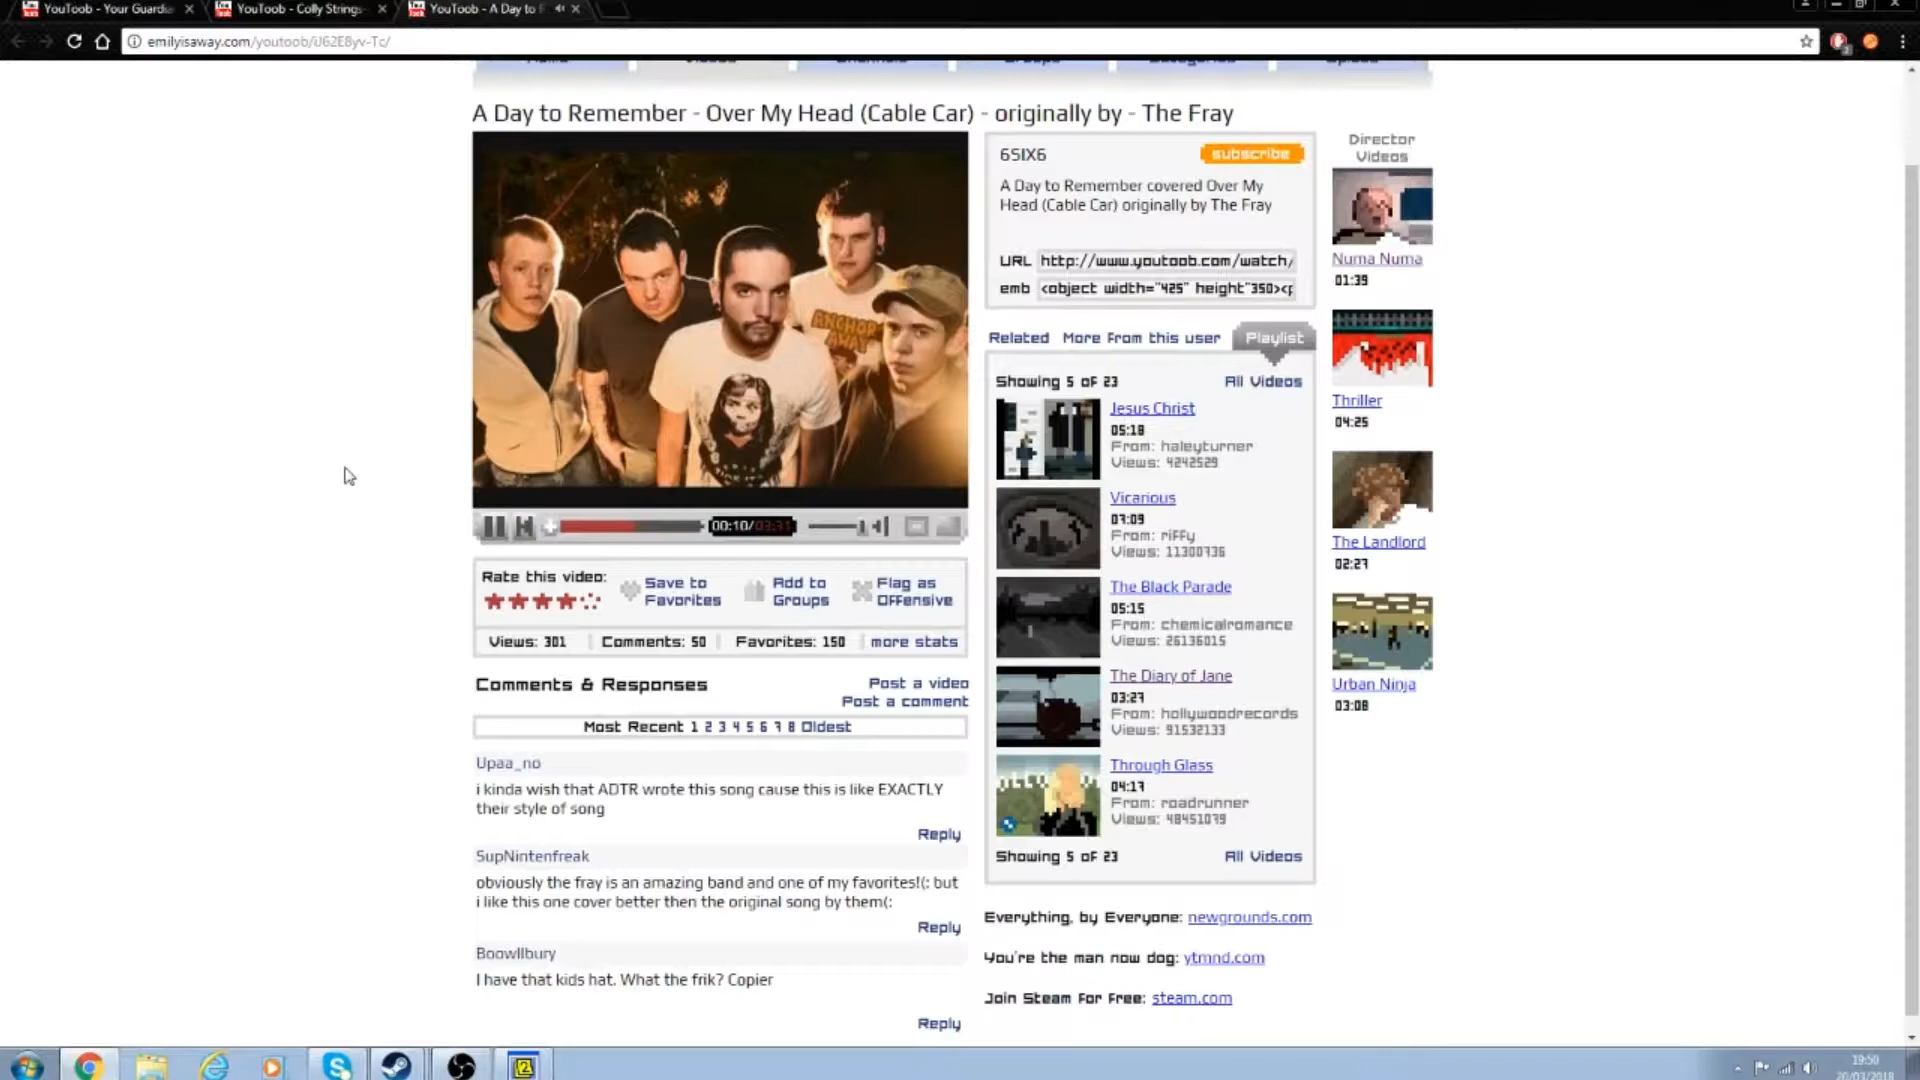 YouToob - Your Guardia
YouToob - Colly Strings
YouToob - A Day to R
emilyisaway.com/youtoob/iJ62E8yv-Tc/
A Day to Remember - Over My Head (Cable Car) - originally by - The Fray
6SIX6
subscribe
A Day to Remember covered Over My
Head (Cable Car) originally by The Fray
URL http://www.youtoob.com/watch/
emb <object width="425" height"350><p
Related More from this user Playlist
Showing 5 of 23 All Videos
Jesus Christ
05:18
From: haleyturner
Views: 4242529
Vicarious
07:09
From: riffy
Views: 11300736
The Black Parade
05:15
From: chemicalromance
Views: 26136015
The Diary of Jane
03:27
From: hollywoodrecords
Views: 91532133
Through Glass
04:17
From: roadrunner
Views: 48451079
Showing 5 of 23 All Videos
Everything, by Everyone: newgrounds.com
You're the man now dog: ytmnd.com
Join Steam for free: steam.com
Director
Videos
Numa Numa
01:39
Thriller
04:25
The Landlord
02:27
Urban Ninja
03:08
ANCHORS
AWAY
00:10/03:31
Rate this video:
Save to
Favorites
Add to
Groups
Flag as
Offensive
Views: 301 Comments: 50 Favorites: 150 more stats
Comments & Responses
Post a video
Post a comment
Most Recent 1 2 3 4 5 6 7 8 Oldest
Upaa_no
i kinda wish that ADTR wrote this song cause this is like EXACTLY
their style of song
Reply
SupNintenfreak
obviously the fray is an amazing band and one of my favorites!(: but
i like this one cover better then the original song by them(:
Reply
Boowllbury
I have that kids hat. What the frik? Copier
Reply
19:50
20/03/2018